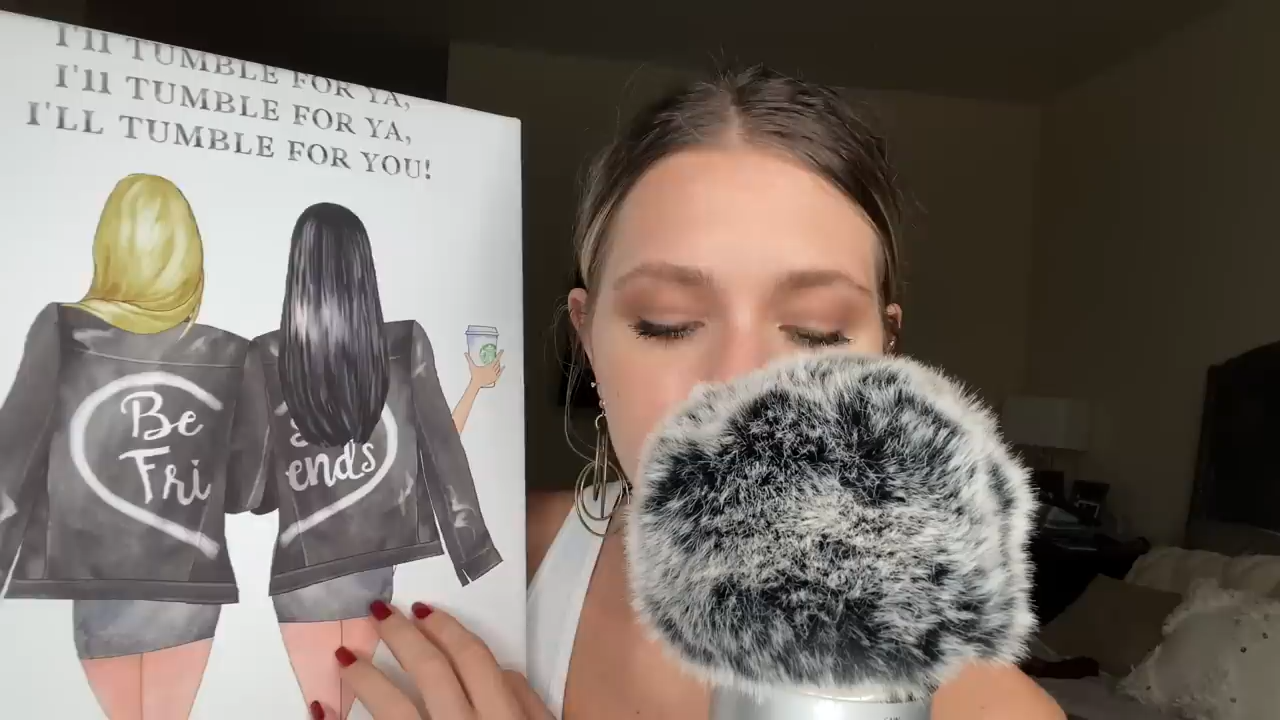 I'll TUMBLE FOR YA,
I'll TUMBLE FOR YA,
I'LL TUMBLE FOR YOU!
Be
Fri
ends